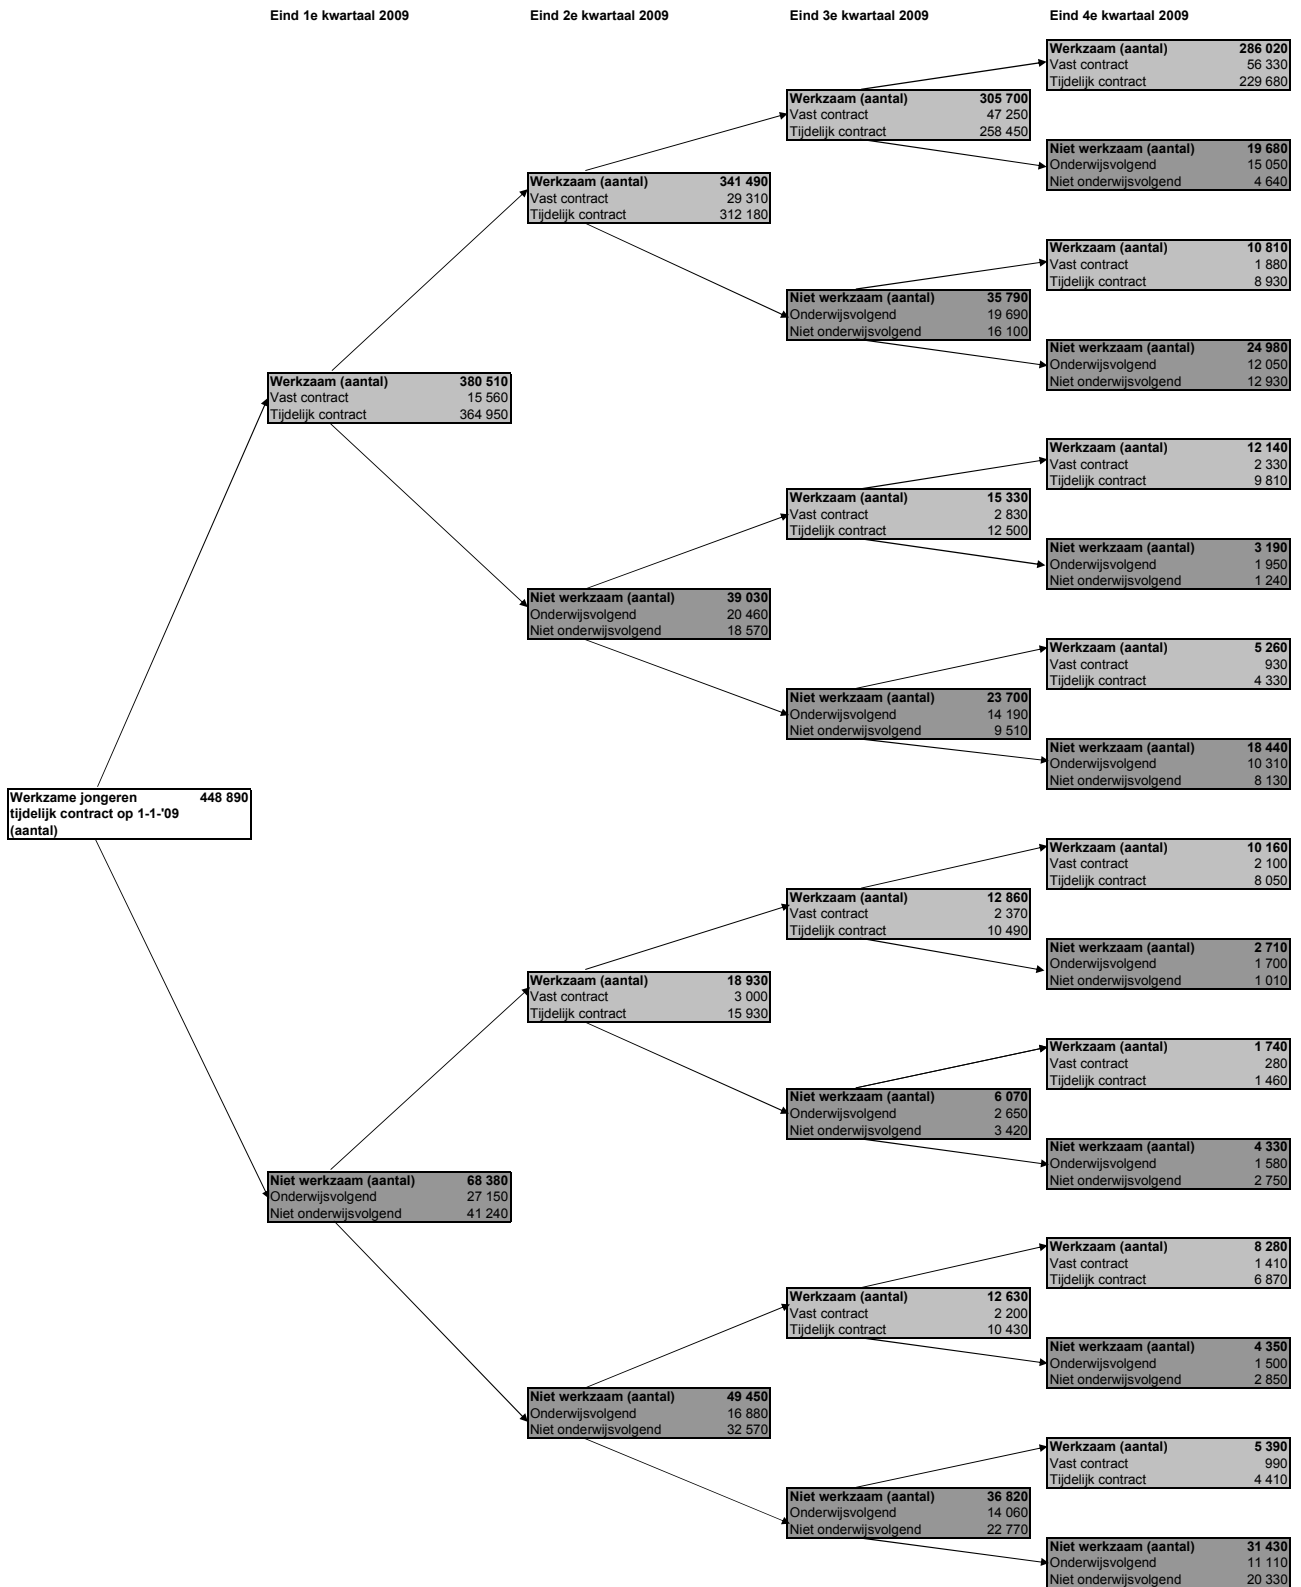 Eind 1e kwartaal 2009 Eind 2e kwartaal 2009 Eind 3e kwartaal 2009 Eind 4e kwartaal 2009
Werkzame jongeren 448 890
tijdelijk contract op 1-1-'09
(aantal)
Werkzaam (aantal) 380 510
Vast contract 15 560
Tijdelijk contract 364 950
Niet werkzaam (aantal) 68 380
Onderwijsvolgend 27 150
Niet onderwijsvolgend 41 240
Werkzaam (aantal) 341 490
Vast contract 29 310
Tijdelijk contract 312 180
Niet werkzaam (aantal) 39 030
Onderwijsvolgend 20 460
Niet onderwijsvolgend 18 570
Werkzaam (aantal) 18 930
Vast contract 3 000
Tijdelijk contract 15 930
Niet werkzaam (aantal) 49 450
Onderwijsvolgend 16 880
Niet onderwijsvolgend 32 570
Werkzaam (aantal) 305 700
Vast contract 47 250
Tijdelijk contract 258 450
Niet werkzaam (aantal) 35 790
Onderwijsvolgend 19 690
Niet onderwijsvolgend 16 100
Werkzaam (aantal) 15 330
Vast contract 2 830
Tijdelijk contract 12 500
Niet werkzaam (aantal) 23 700
Onderwijsvolgend 14 190
Niet onderwijsvolgend 9 510
Werkzaam (aantal) 12 860
Vast contract 2 370
Tijdelijk contract 10 490
Niet werkzaam (aantal) 6 070
Onderwijsvolgend 2 650
Niet onderwijsvolgend 3 420
Werkzaam (aantal) 12 630
Vast contract 2 200
Tijdelijk contract 10 430
Niet werkzaam (aantal) 36 820
Onderwijsvolgend 14 060
Niet onderwijsvolgend 22 770
Werkzaam (aantal) 286 020
Vast contract 56 330
Tijdelijk contract 229 680
Niet werkzaam (aantal) 19 680
Onderwijsvolgend 15 050
Niet onderwijsvolgend 4 640
Werkzaam (aantal) 10 810
Vast contract 1 880
Tijdelijk contract 8 930
Niet werkzaam (aantal) 24 980
Onderwijsvolgend 12 050
Niet onderwijsvolgend 12 930
Werkzaam (aantal) 12 140
Vast contract 2 330
Tijdelijk contract 9 810
Niet werkzaam (aantal) 3 190
Onderwijsvolgend 1 950
Niet onderwijsvolgend 1 240
Werkzaam (aantal) 5 260
Vast contract 930
Tijdelijk contract 4 330
Niet werkzaam (aantal) 18 440
Onderwijsvolgend 10 310
Niet onderwijsvolgend 8 130
Werkzaam (aantal) 10 160
Vast contract 2 100
Tijdelijk contract 8 050
Niet werkzaam (aantal) 2 710
Onderwijsvolgend 1 700
Niet onderwijsvolgend 1 010
Werkzaam (aantal) 1 740
Vast contract 280
Tijdelijk contract 1 460
Niet werkzaam (aantal) 4 330
Onderwijsvolgend 1 580
Niet onderwijsvolgend 2 750
Werkzaam (aantal) 8 280
Vast contract 1 410
Tijdelijk contract 6 870
Niet werkzaam (aantal) 4 350
Onderwijsvolgend 1 500
Niet onderwijsvolgend 2 850
Werkzaam (aantal) 5 390
Vast contract 990
Tijdelijk contract 4 410
Niet werkzaam (aantal) 31 430
Onderwijsvolgend 11 110
Niet onderwijsvolgend 20 330